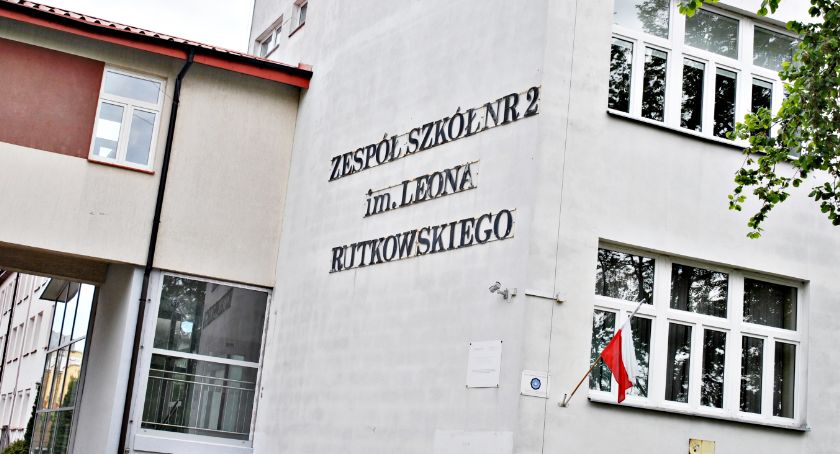 ZESPÓŁ SZKÓŁ NR 2
im. LEONA
RUTKOWSKIEGO